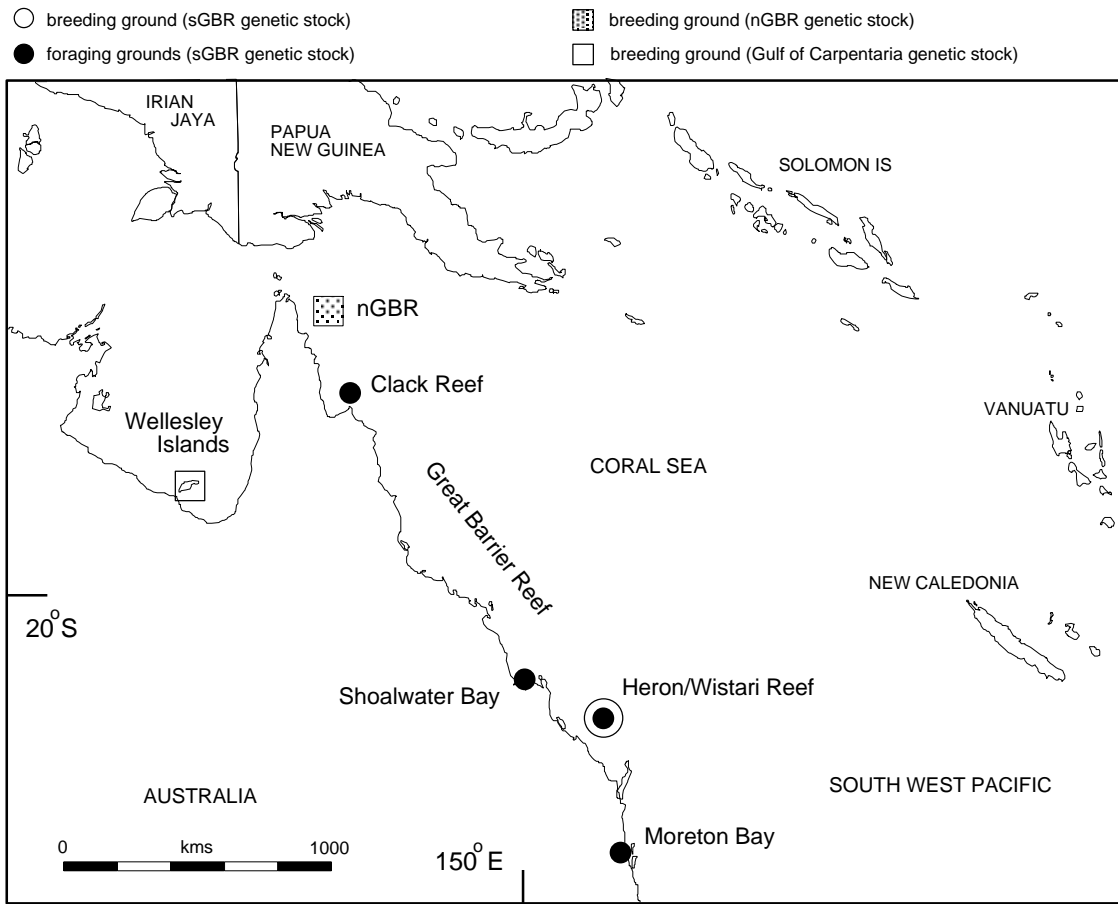 breeding ground (sGBR genetic stock)
breeding ground (nGBR genetic stock)
foraging grounds (sGBR genetic stock)
breeding ground (Gulf of Carpentaria genetic stock)
IRIAN
JAYA
PAPUA
NEW GUINEA
SOLOMON IS
nGBR
Clack Reef
Wellesley
Islands
VANUATU
CORAL SEA
Great Barrier Reef
NEW CALEDONIA
20°S
Shoalwater Bay
Heron/Wistari Reef
AUSTRALIA
SOUTH WEST PACIFIC
0 kms 1000
Moreton Bay
150°E